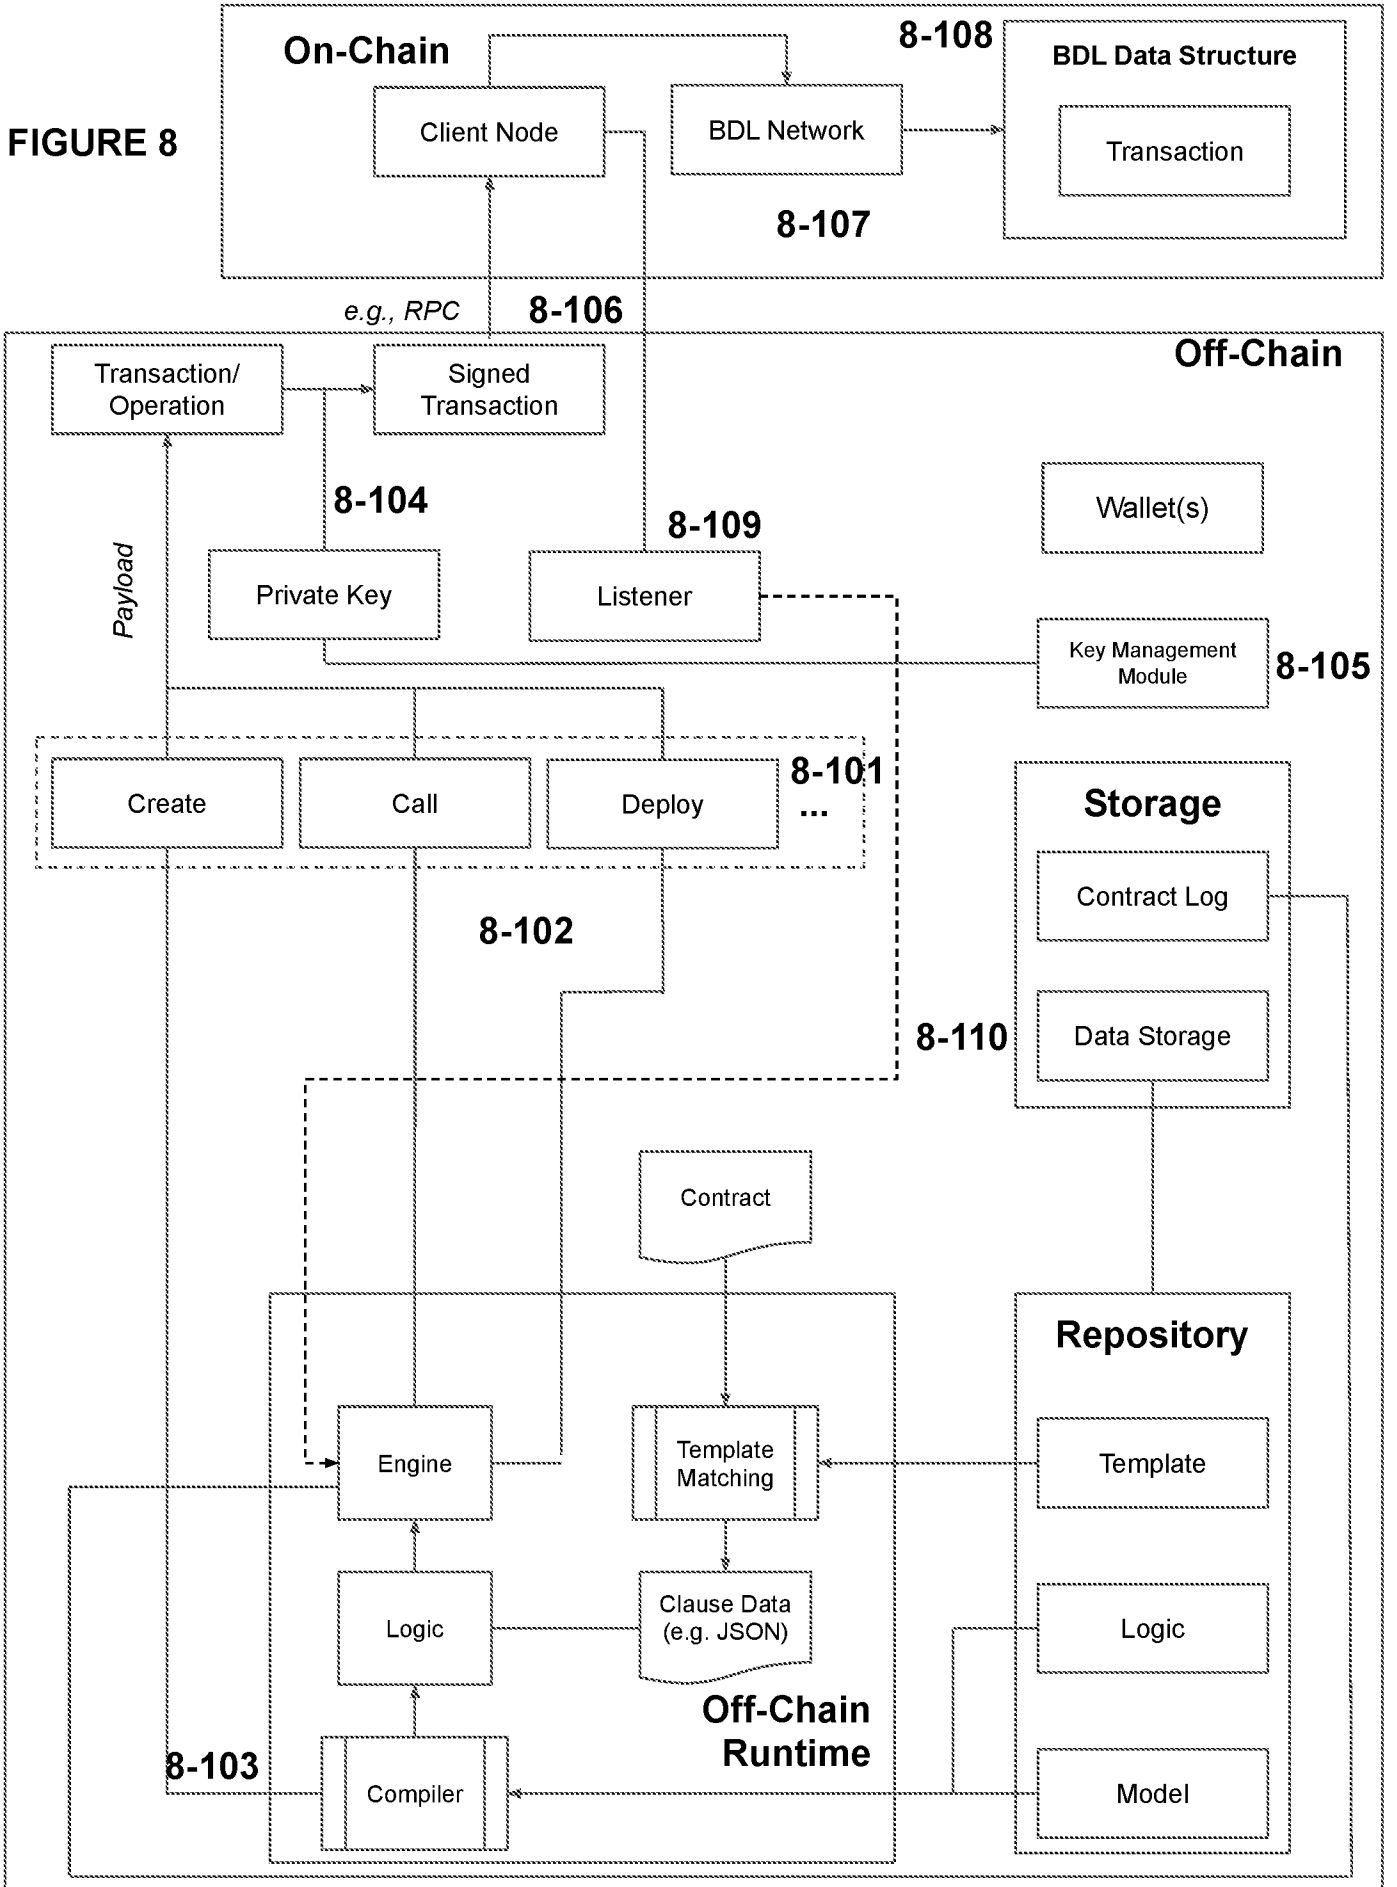 FIGURE 8
On-Chain
8-108
BDL Data Structure
Client Node
BDL Network
Transaction
8-107
e.g., RPC
8-106
Off-Chain
Transaction/
Operation
Signed
Transaction
8-104
8-109
Wallet(s)
Payload
Private Key
Listener
Key Management
Module
8-105
8-101
Create
Call
Deploy
...
Storage
Contract Log
8-102
8-110
Data Storage
Contract
Repository
Engine
Template
Matching
Template
Logic
Clause Data
(e.g. JSON)
Logic
Off-Chain
Runtime
8-103
Compiler
Model